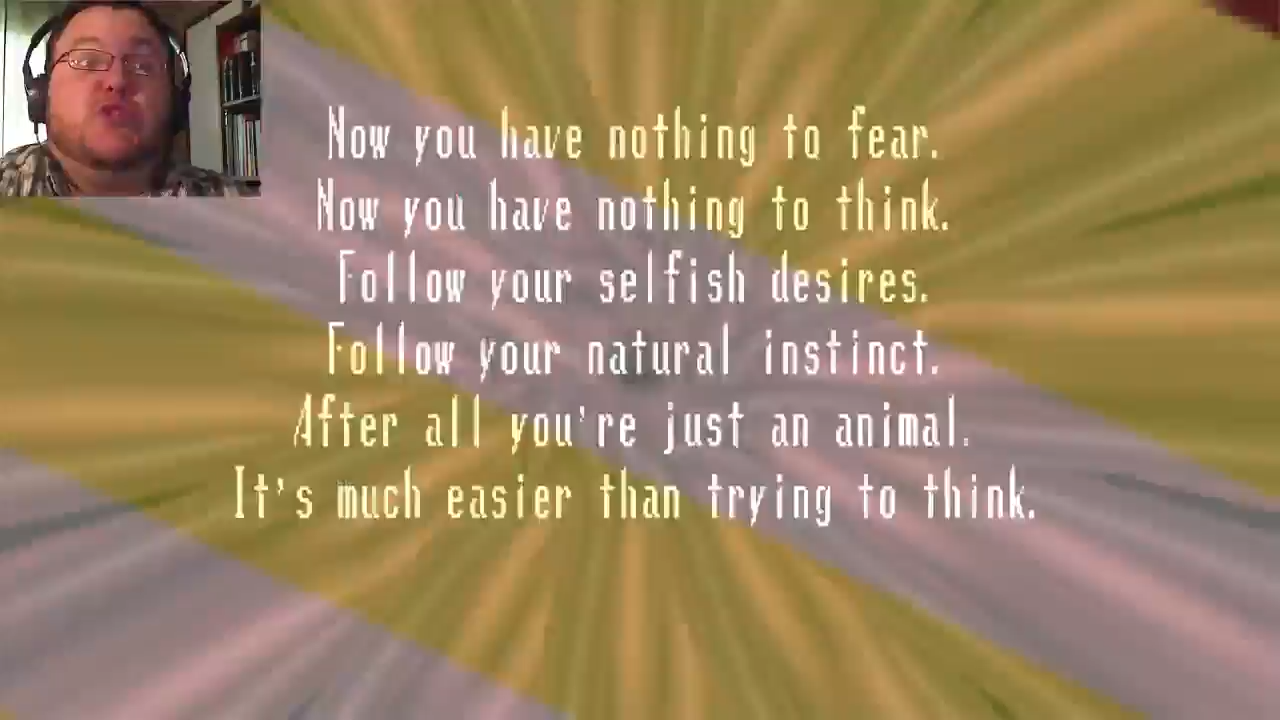 Now you have nothing to fear.
Now you have nothing to think.
Follow your selfish desires.
Follow your natural instinct.
After all you're just an animal.
It's much easier than trying to think.